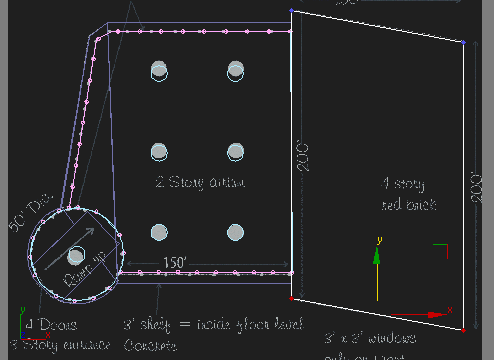 200'
200'
2 Story atrium
4 story
red brick
50' Dia.
Ramp up
150'
y
x
y
x
4 Doors
3 Story entrance
3' shelf = inside floor level
Concrete
3' x 3' windows
only on front